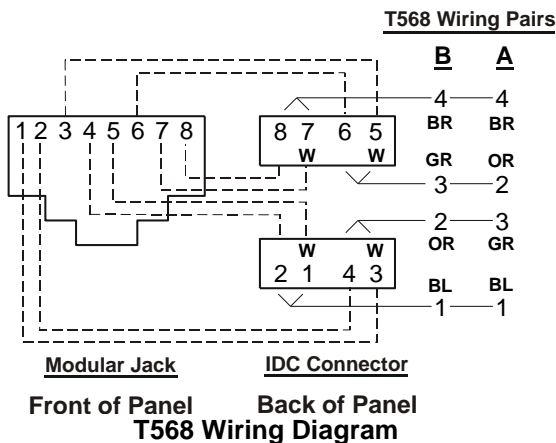 T568 Wiring Pairs
B A
4 4
BR BR
1 2 3 4 5 6 7 8
8 7 6 5
W W
GR OR
3 2
2 3
W W
OR GR
2 1 4 3
BL BL
1 1
Modular Jack IDC Connector
Front of Panel Back of Panel
T568 Wiring Diagram